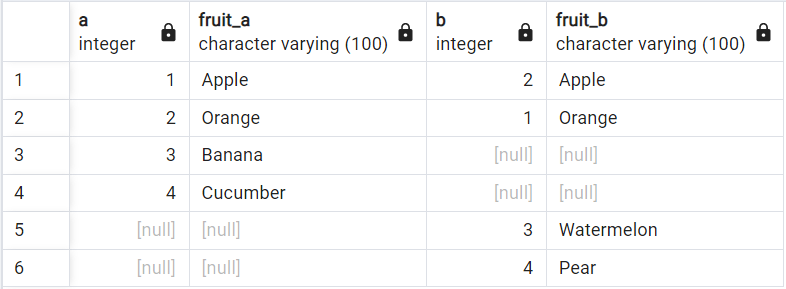 a fruit_a b fruit_b
integer character varying (100) integer character varying (100)
1 1 Apple 2 Apple
2 2 Orange 1 Orange
3 3 Banana [null] [null]
4 4 Cucumber [null] [null]
5 [null] [null] 3 Watermelon
6 [null] [null] 4 Pear